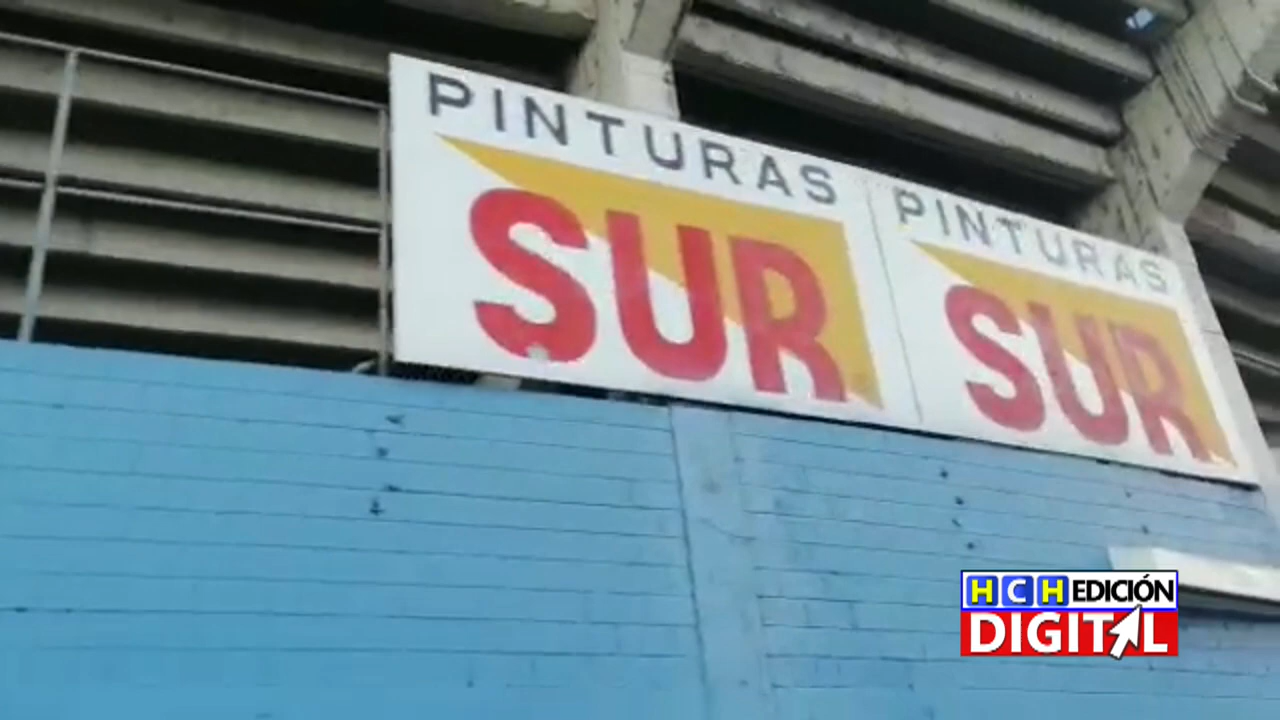 PINTURAS
SUR
PINTURAS
SUR
HCH EDICIÓN
DIGITAL